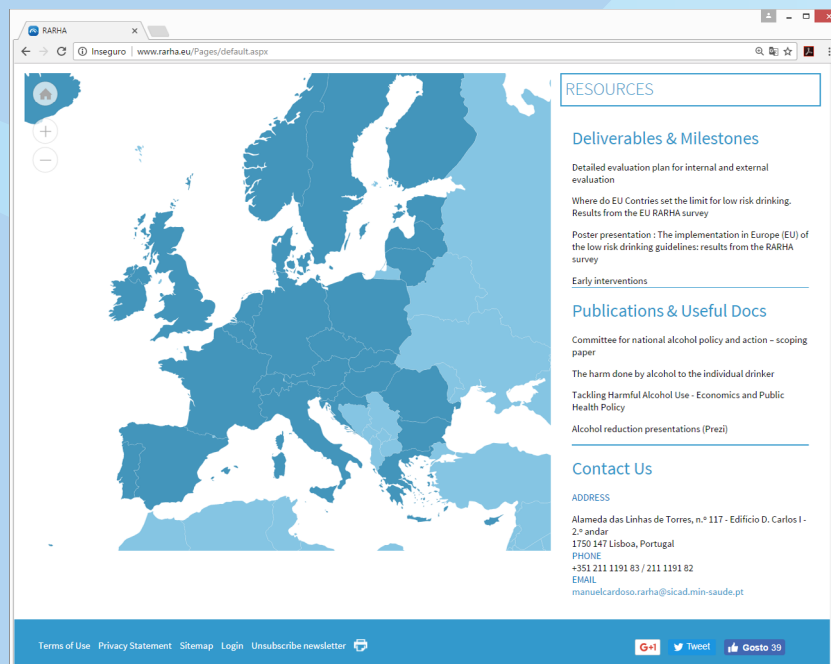 RARHA
Inseguro | www.rarha.eu/Pages/default.aspx
RESOURCES
Deliverables & Milestones
Detailed evaluation plan for internal and external
evaluation
Where do EU Contries set the limit for low risk drinking.
Results from the EU RARHA survey
Poster presentation : The implementation in Europe (EU) of
the low risk drinking guidelines: results from the RARHA
survey
Early interventions
Publications & Useful Docs
Committee for national alcohol policy and action – scoping
paper
The harm done by alcohol to the individual drinker
Tackling Harmful Alcohol Use - Economics and Public
Health Policy
Alcohol reduction presentations (Prezi)
Contact Us
ADDRESS
Alameda das Linhas de Torres, n.º 117 - Edificio D. Carlos I -
2.º andar
1750 147 Lisboa, Portugal
PHONE
+351 211 1191 83 / 211 1191 82
EMAIL
manuelcardoso.rarha@sicad.min-saude.pt
Terms of Use Privacy Statement Sitemap Login Unsubscribe newsletter
G+1 Tweet Gosto 39